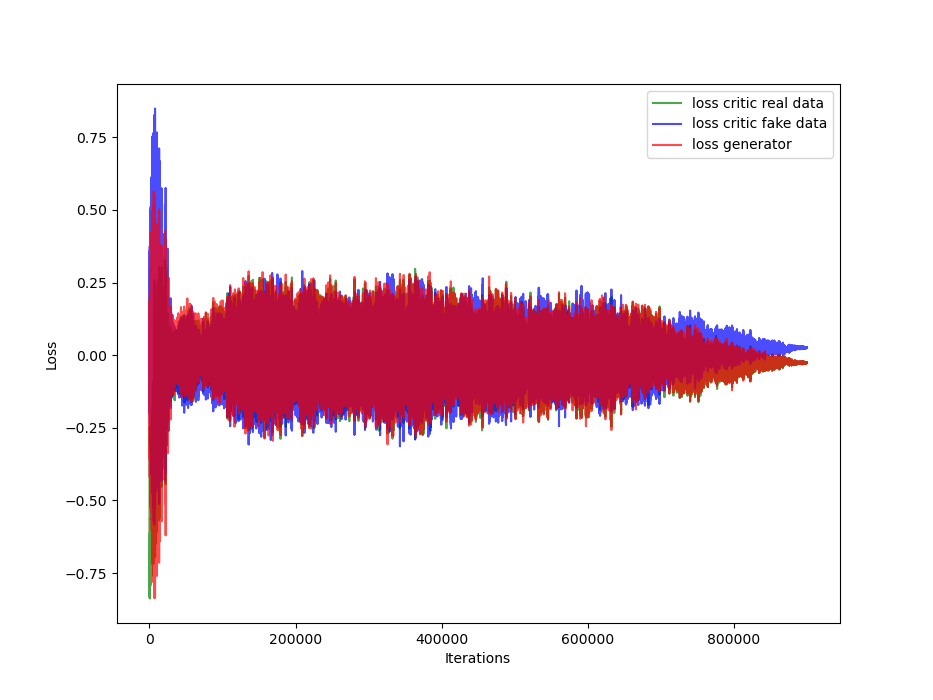 loss critic real data
loss critic fake data
loss generator
0.75
0.50
0.25
0.00
−0.25
−0.50
−0.75
Loss
0 200000 400000 600000 800000
Iterations